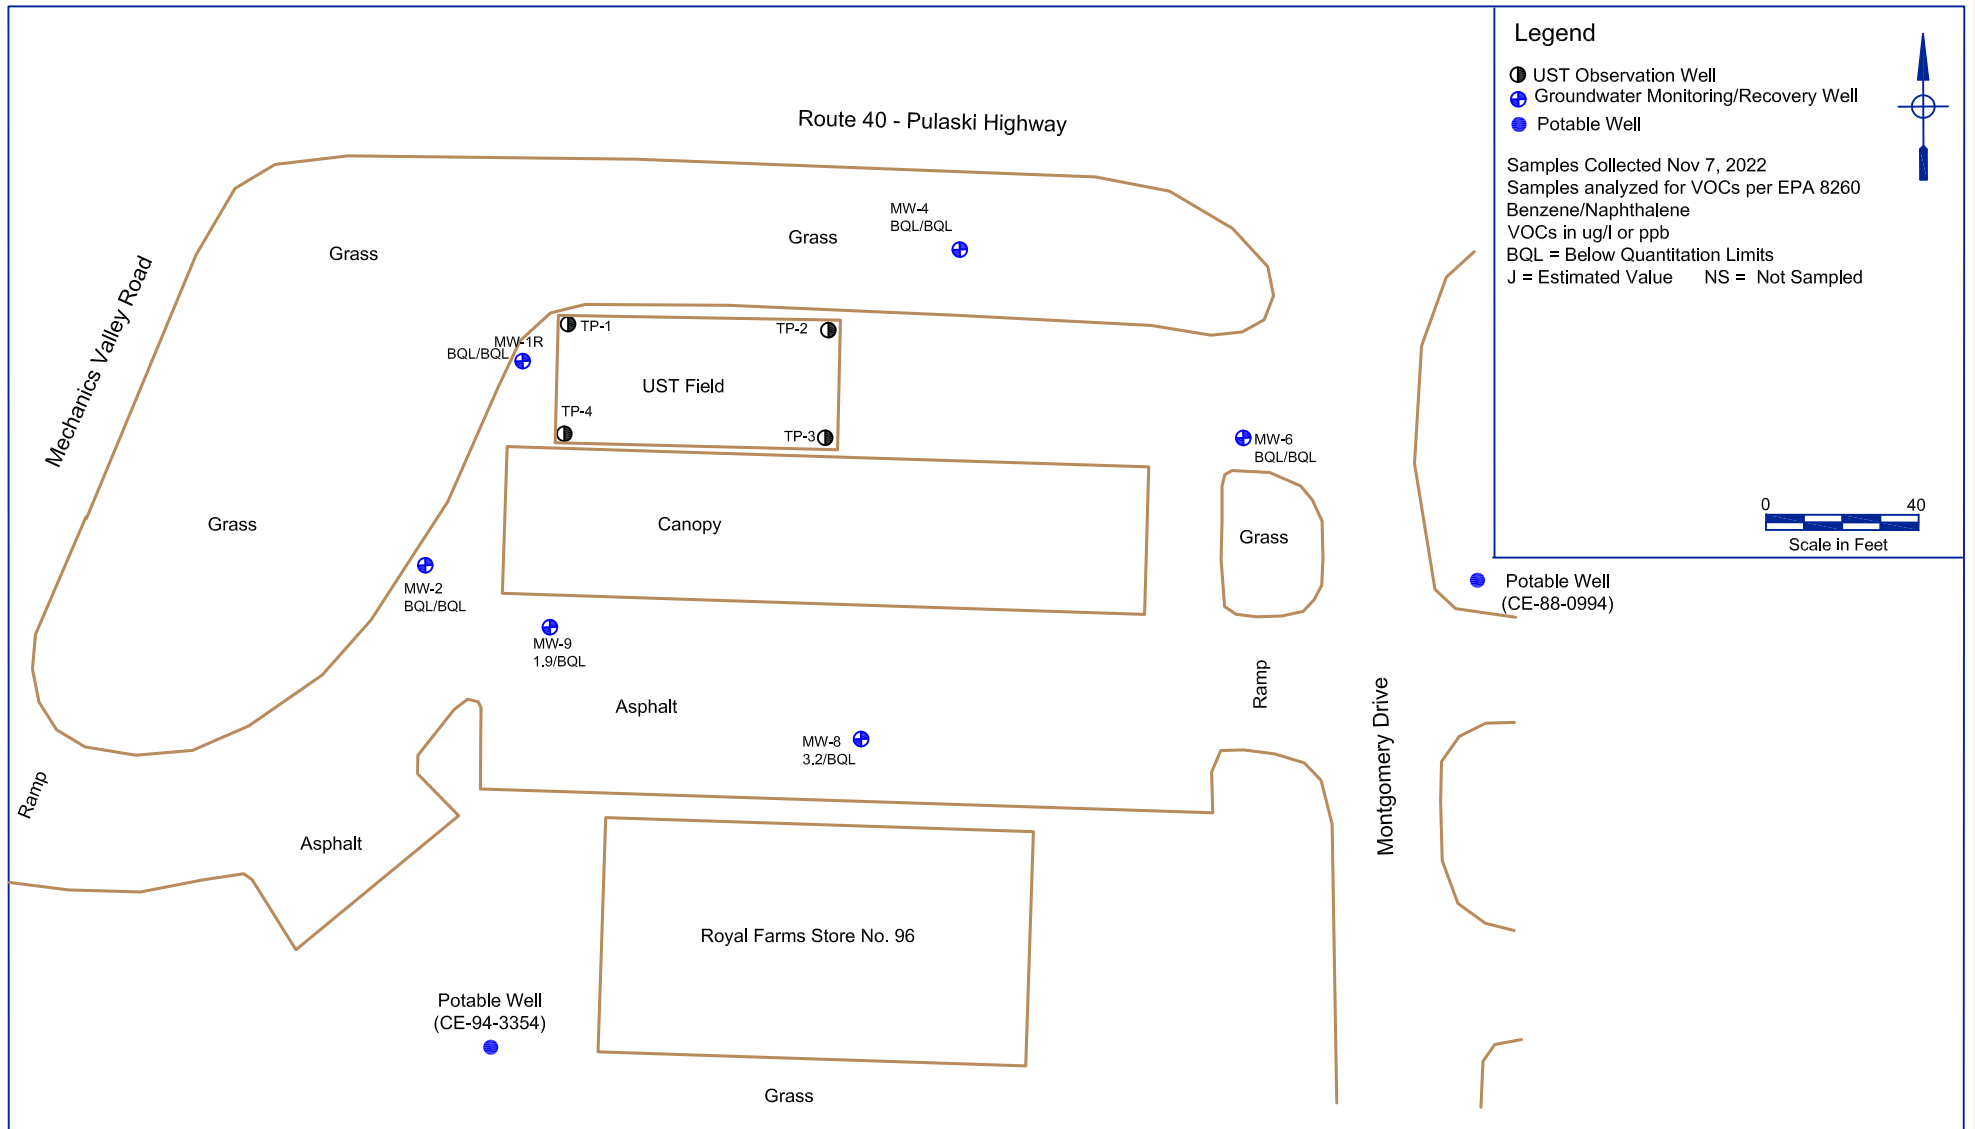 Legend
UST Observation Well
Groundwater Monitoring/Recovery Well
Potable Well
Samples Collected Nov 7, 2022
Samples analyzed for VOCs per EPA 8260
Benzene/Naphthalene
VOCs in ug/l or ppb
BQL = Below Quantitation Limits
J = Estimated Value NS = Not Sampled
0 40
Scale in Feet
Route 40 - Pulaski Highway
MW-4
BQL/BQL
Grass
Grass
Mechanics Valley Road
TP-1
TP-2
MW-1R
BQL/BQL
UST Field
TP-4
TP-3
MW-6
BQL/BQL
Grass
Canopy
Grass
MW-2
BQL/BQL
Potable Well
(CE-88-0994)
MW-9
1.9/BQL
Ramp
Asphalt
MW-8
3.2/BQL
Montgomery Drive
Ramp
Asphalt
Royal Farms Store No. 96
Potable Well
(CE-94-3354)
Grass